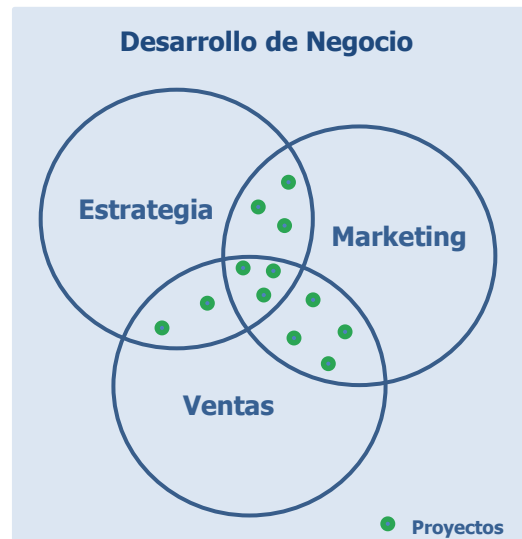 Desarrollo de Negocio
Estrategia
Marketing
Ventas
Proyectos